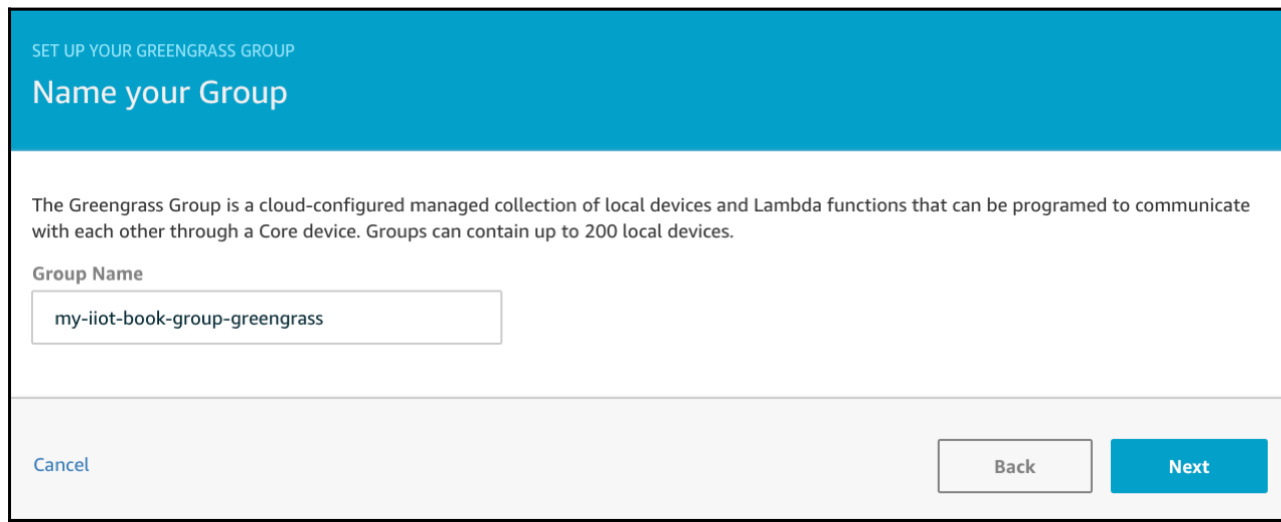 SET UP YOUR GREENGRASS GROUP
Name your Group
The Greengrass Group is a cloud-configured managed collection of local devices and Lambda functions that can be programed to communicate
with each other through a Core device. Groups can contain up to 200 local devices.
Group Name
my-iiot-book-group-greengrass
Cancel
Back
Next